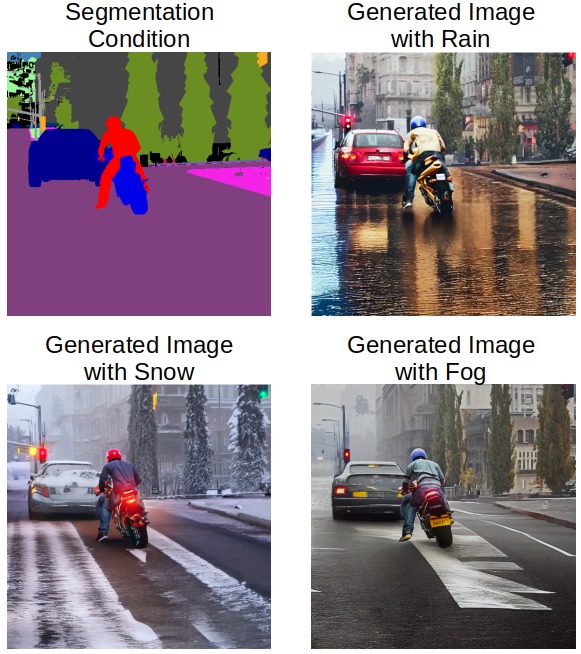 Segmentation
Condition
Generated Image
with Rain
Generated Image
with Snow
Generated Image
with Fog